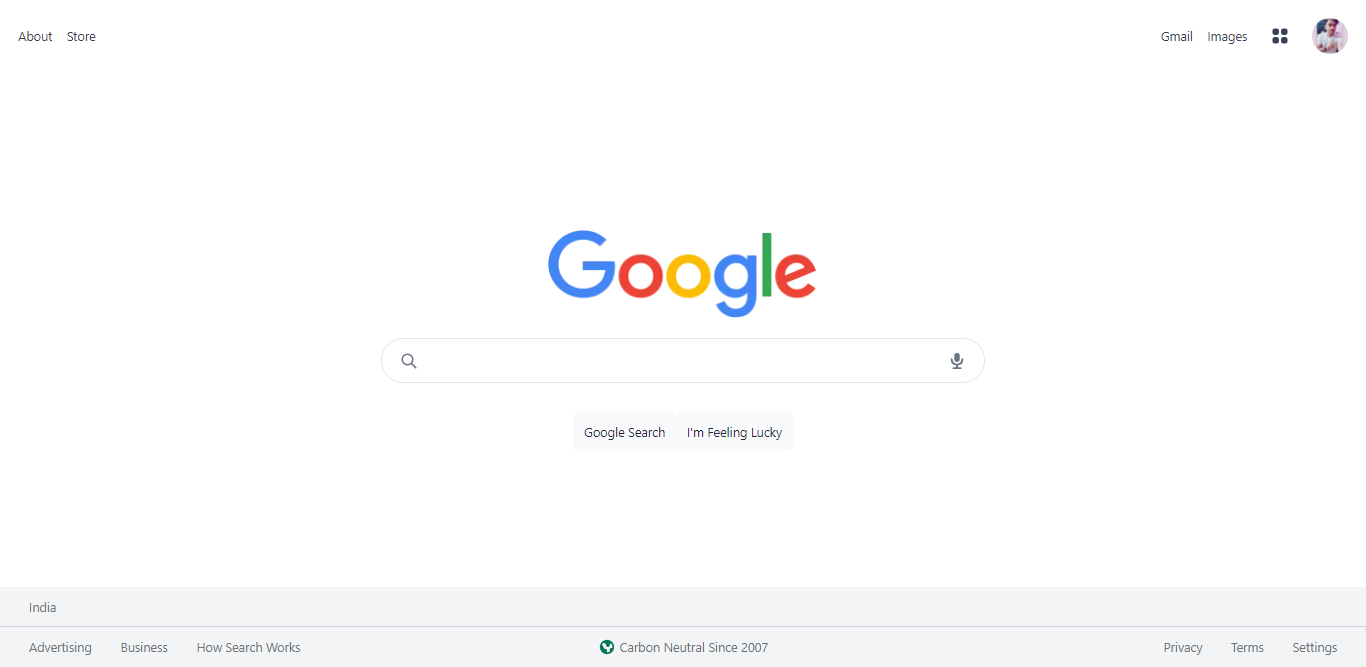 About Store
Gmail Images
Google
Google Search I'm Feeling Lucky
India
Advertising Business How Search Works
Carbon Neutral Since 2007
Privacy Terms Settings